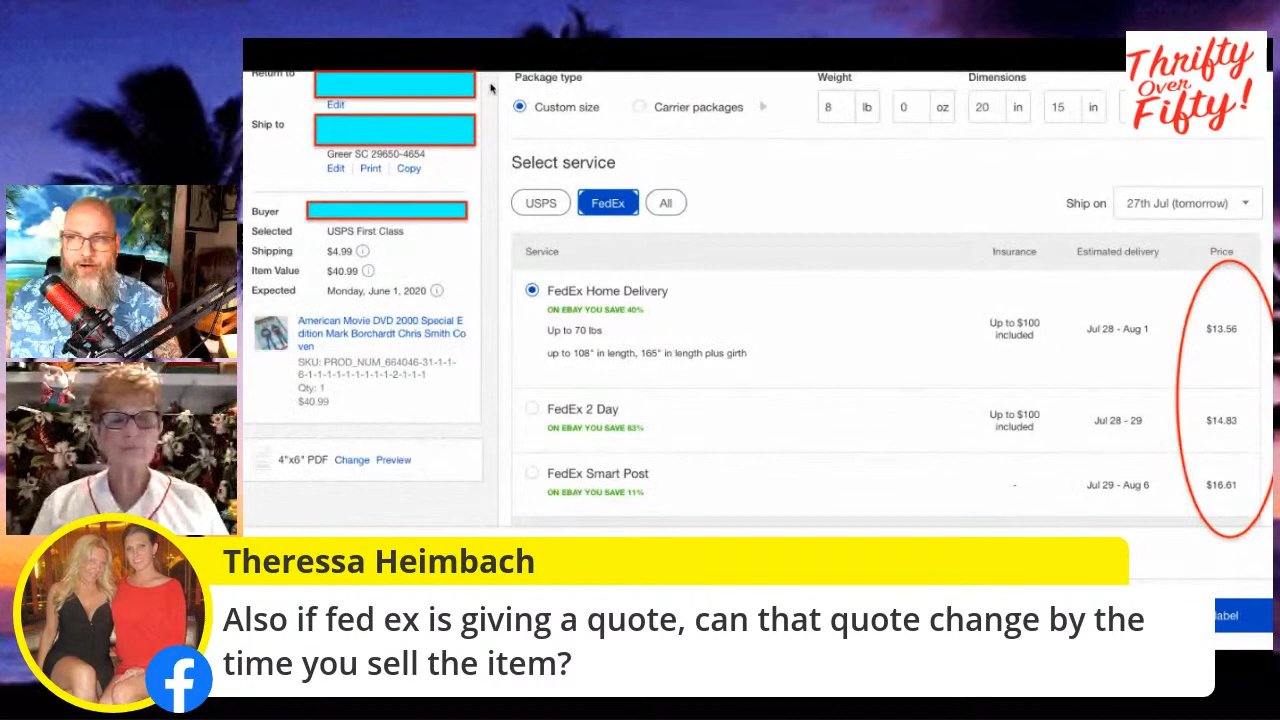 Thrifty
Over
Fifty!
Return to
Edit
Ship to
Greer SC 29650-4654
Edit | Print | Copy
Buyer
Selected USPS First Class
Shipping $4.99
Item Value $40.99
Expected Monday, June 1, 2020
American Movie DVD 2000 Special E
dition Mark Borchardt Chris Smith Co
ven
SKU: PROD_NUM_664046-31-1-1-
6-1-1-1-1-1-1-1-1-2-1-1-1
Qty: 1
$40.99
4"x6" PDF Change Preview
Package type Weight Dimensions
Custom size Carrier packages 8 lb 0 oz 20 in 15 in
Select service
USPS FedEx All Ship on 27th Jul (tomorrow)
Service Insurance Estimated delivery Price
FedEx Home Delivery
ON EBAY YOU SAVE 40%
Up to 70 lbs
up to 108" in length, 165" in length plus girth
Up to $100
included
Jul 28 - Aug 1 $13.56
FedEx 2 Day
ON EBAY YOU SAVE 63%
Up to $100
included
Jul 28 - 29 $14.83
FedEx Smart Post
ON EBAY YOU SAVE 11%
- Jul 29 - Aug 6 $16.61
label
Theressa Heimbach
Also if fed ex is giving a quote, can that quote change by the
time you sell the item?